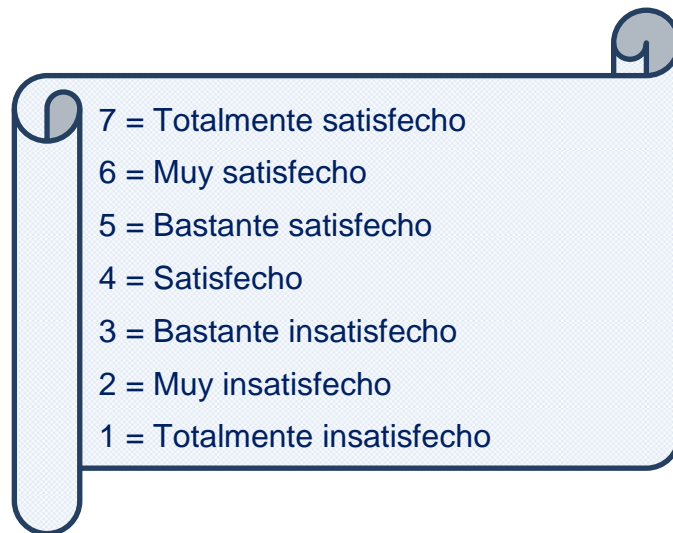 7 = Totalmente satisfecho
6 = Muy satisfecho
5 = Bastante satisfecho
4 = Satisfecho
3 = Bastante insatisfecho
2 = Muy insatisfecho
1 = Totalmente insatisfecho